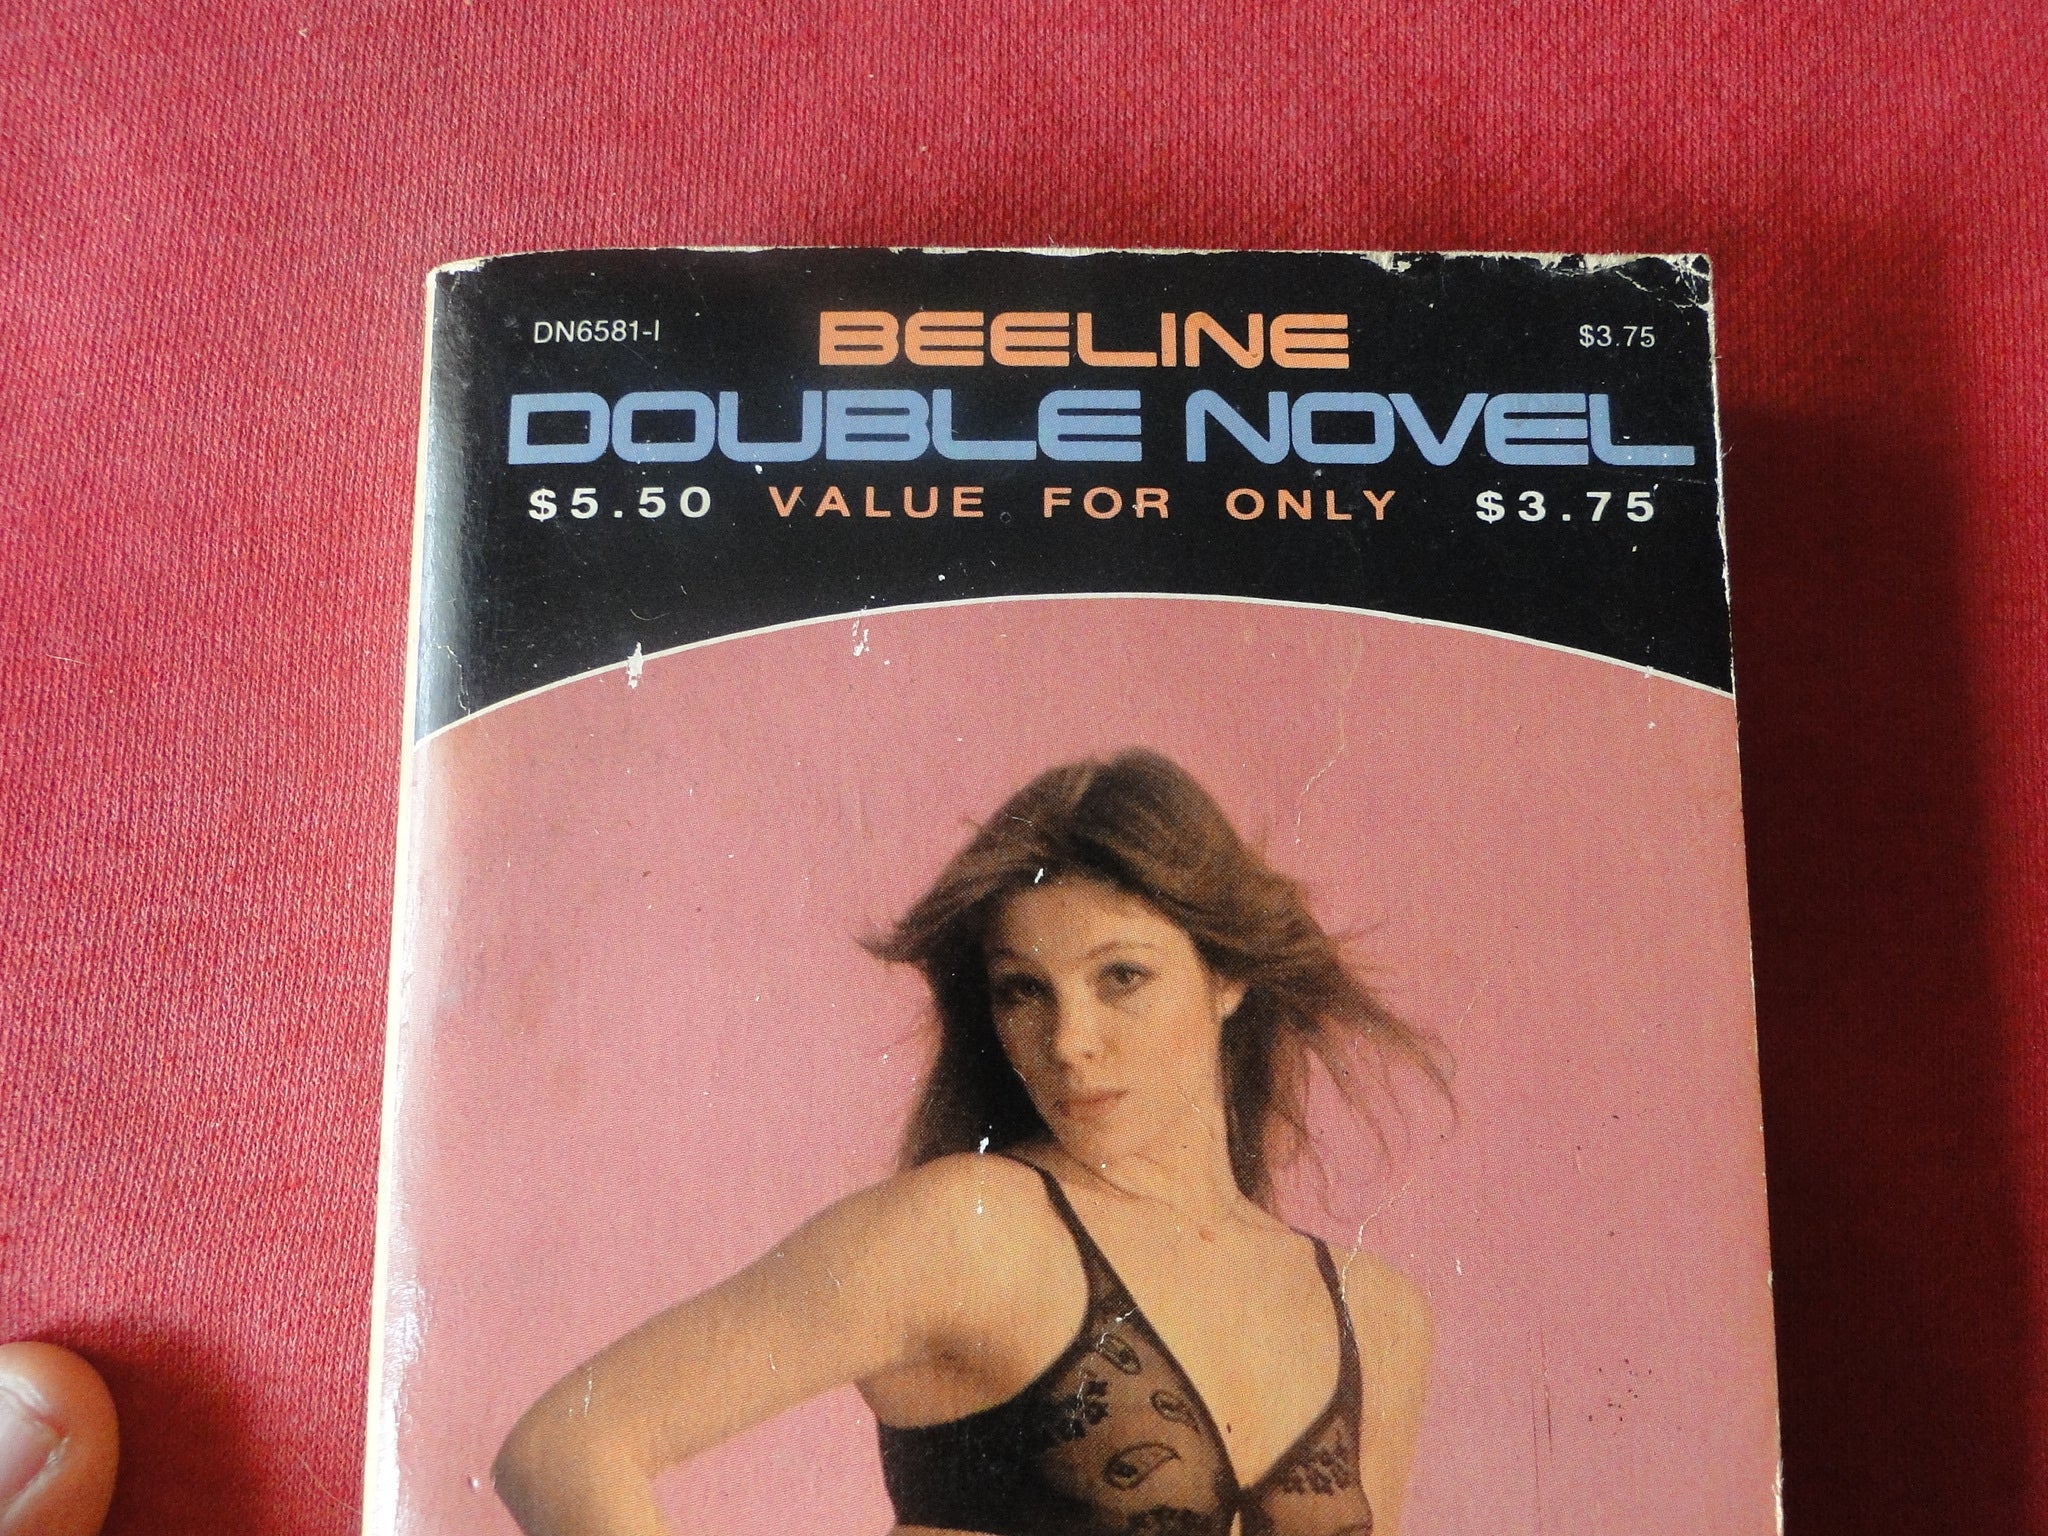 DN6581-I
BEELINE
$3.75
DOUBLE NOVEL
$5.50 VALUE FOR ONLY $3.75